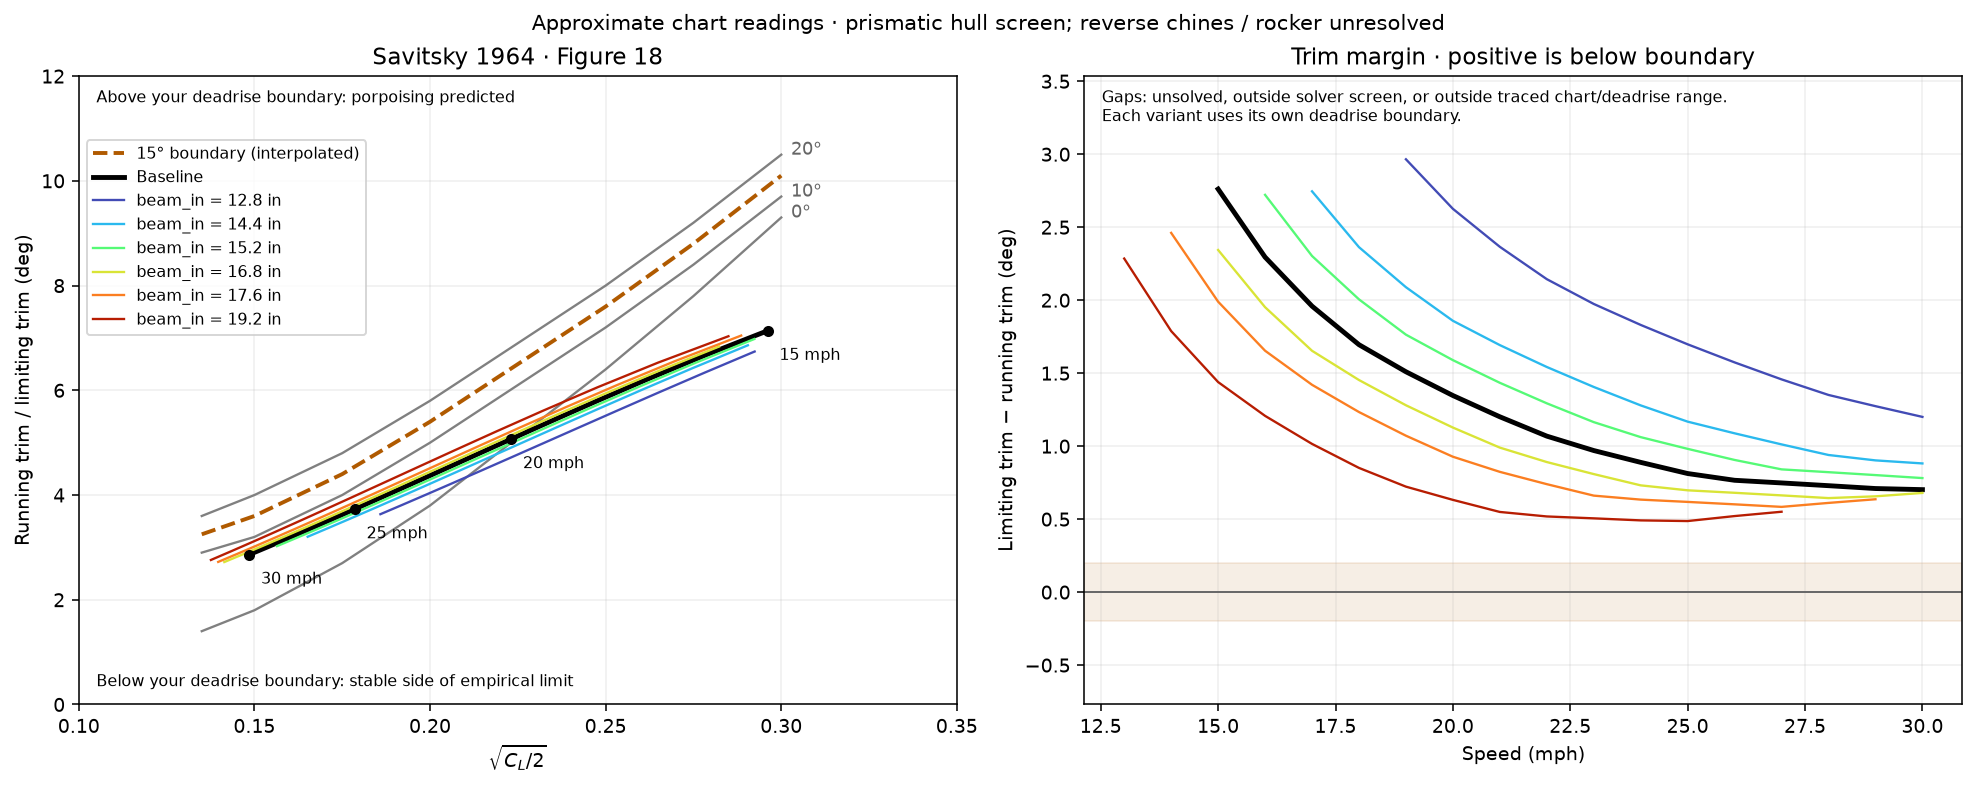 Approximate chart readings · prismatic hull screen; reverse chines / rocker unresolved
Savitsky 1964 · Figure 18
Above your deadrise boundary: porpoising predicted
15° boundary (interpolated)
Baseline
beam_in = 12.8 in
beam_in = 14.4 in
beam_in = 15.2 in
beam_in = 16.8 in
beam_in = 17.6 in
beam_in = 19.2 in
20°
10°
0°
15 mph
20 mph
25 mph
30 mph
Below your deadrise boundary: stable side of empirical limit
Running trim / limiting trim (deg)
12
10
8
6
4
2
0
0.10
0.15
0.20
0.25
0.30
0.35
√C_L/2
Trim margin · positive is below boundary
Gaps: unsolved, outside solver screen, or outside traced chart/deadrise range.
Each variant uses its own deadrise boundary.
Limiting trim − running trim (deg)
3.5
3.0
2.5
2.0
1.5
1.0
0.5
0.0
−0.5
12.5
15.0
17.5
20.0
22.5
25.0
27.5
30.0
Speed (mph)